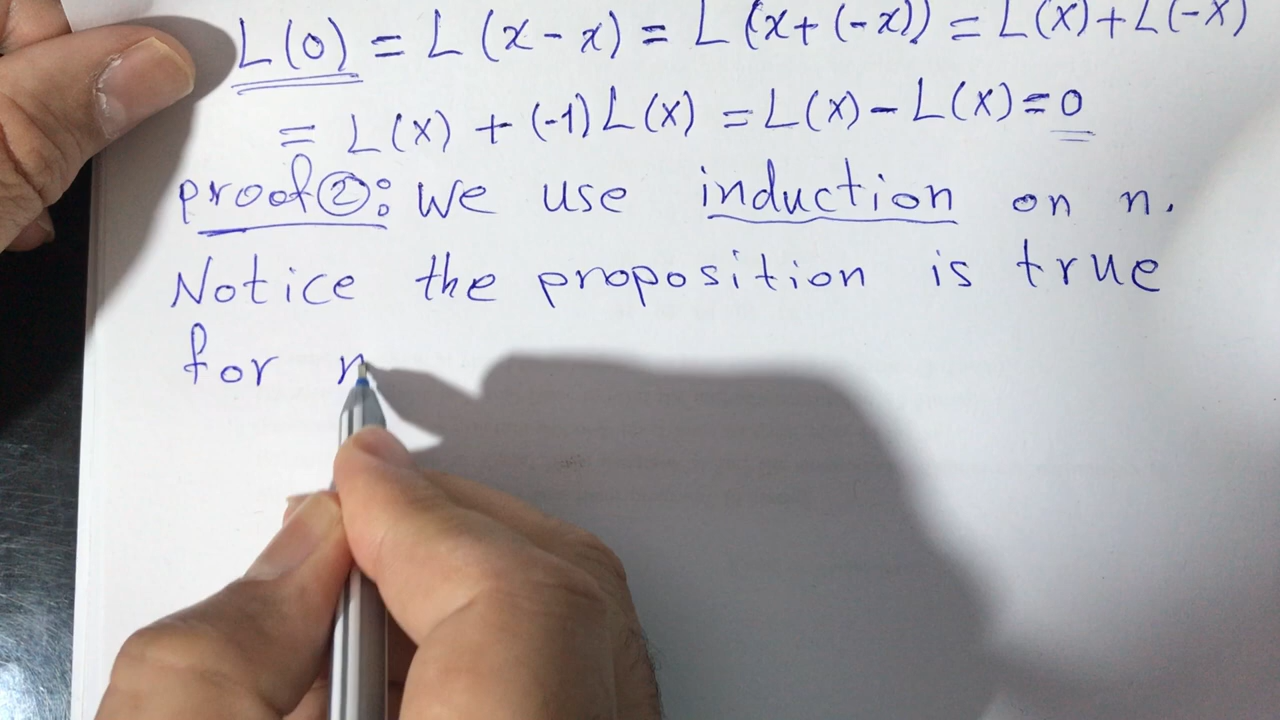 L(0) = L(x-x) = L(x+(-x)) = L(x)+L(-x)
= L(x) + (-1)L(x) = L(x) - L(x) = 0
proof②: We use induction on n.
Notice the proposition is true
for n